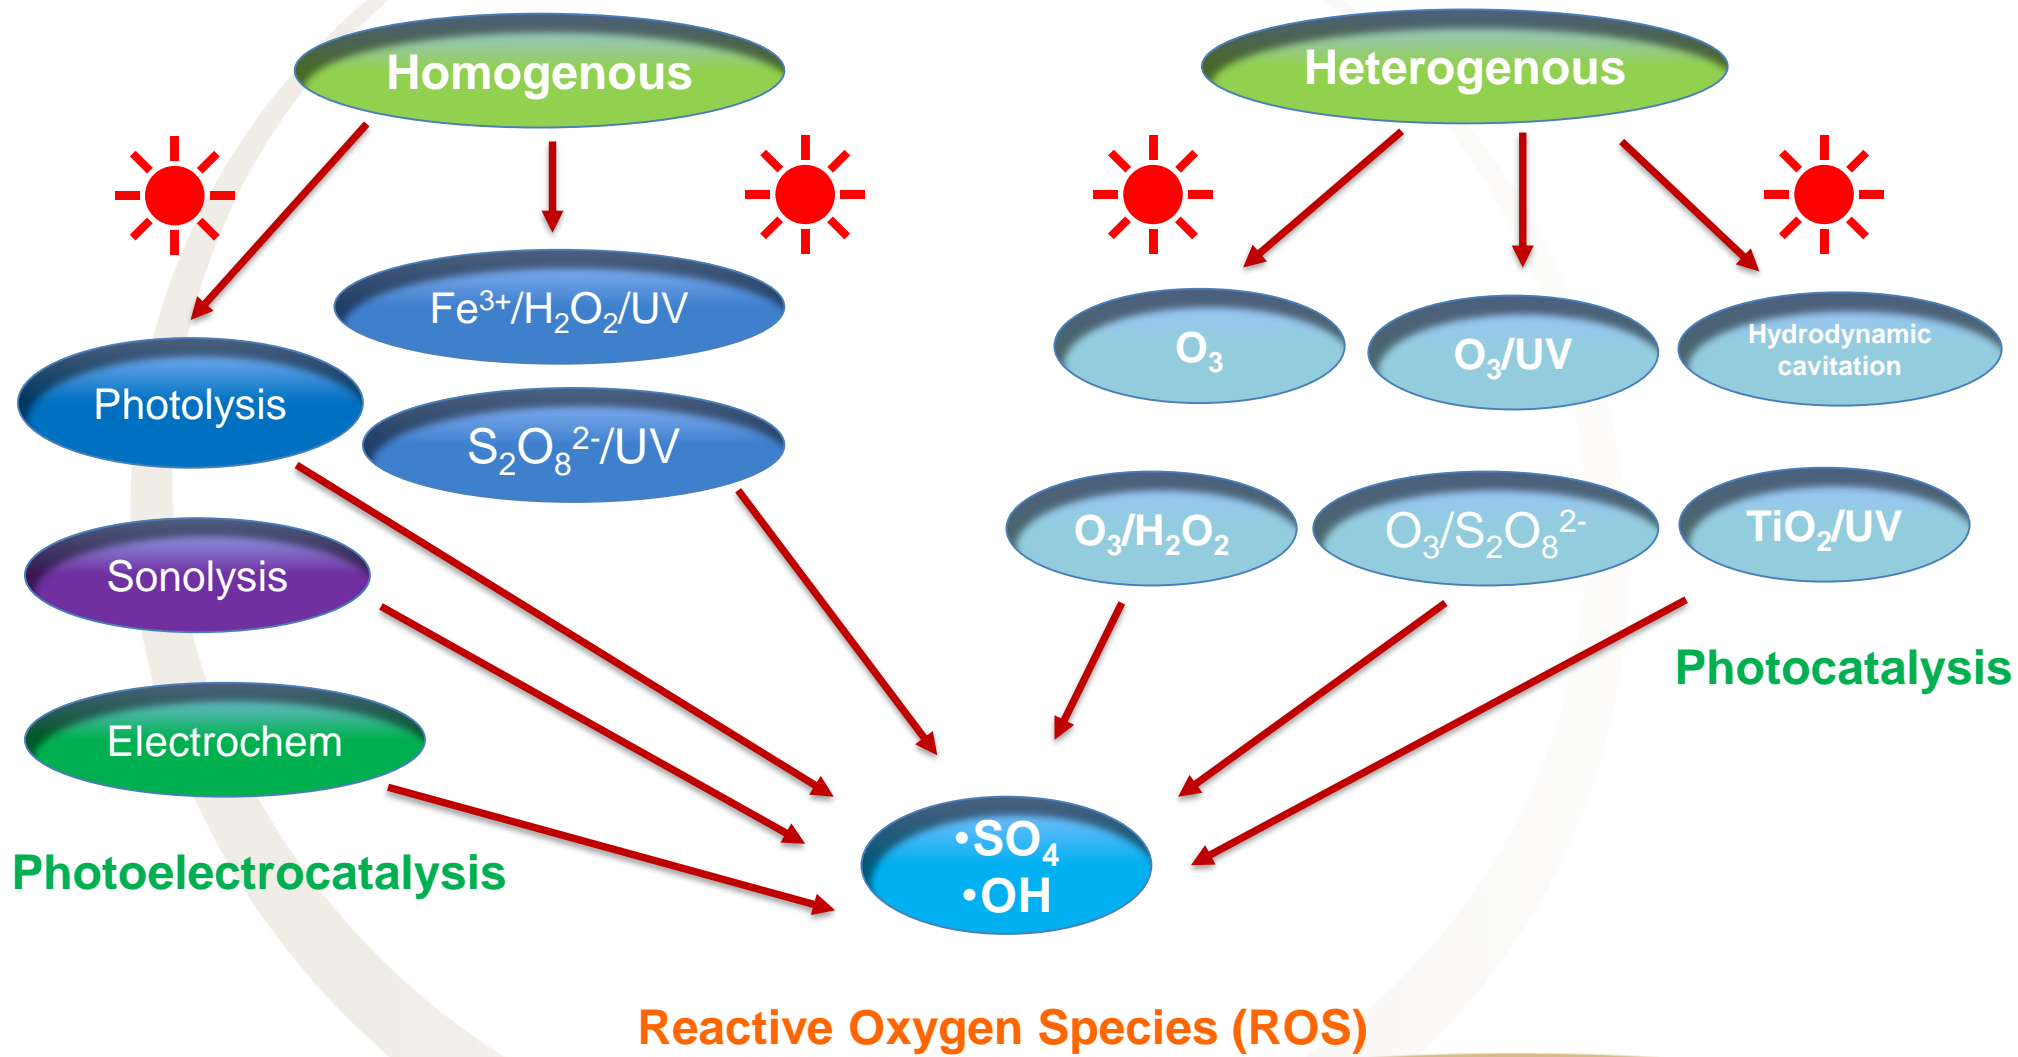 Homogenous
Heterogenous
Fe³⁺/H₂O₂/UV
Photolysis
S₂O₈²⁻/UV
Sonolysis
Electrochem
Photoelectrocatalysis
O₃
O₃/UV
Hydrodynamic
cavitation
O₃/H₂O₂
O₃/S₂O₈²⁻
TiO₂/UV
Photocatalysis
•SO₄
•OH
Reactive Oxygen Species (ROS)